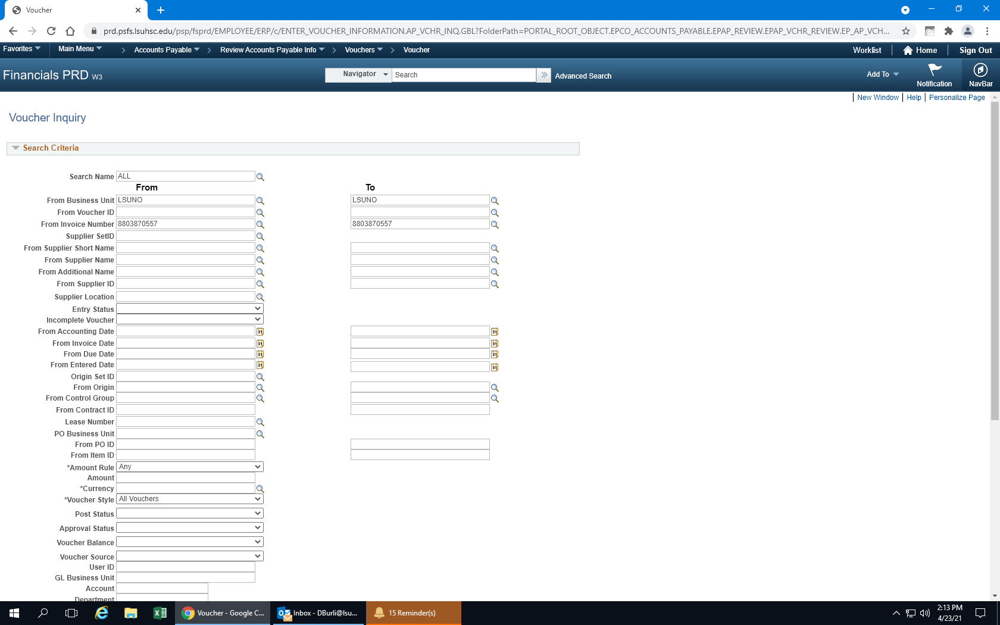 Voucher
prd.psfs.lsuhsc.edu/psp/fsprd/EMPLOYEE/ERP/c/ENTER_VOUCHER_INFORMATION.AP_VCHR_INQ.GBL?FolderPath=PORTAL_ROOT_OBJECT.EPCO_ACCOUNTS_PAYABLE.EPAP_REVIEW.EPAP_VCHR_REVIEW.EP_AP_VCH...
Favorites Main Menu > Accounts Payable > Review Accounts Payable Info > Vouchers > Voucher Worklist Home Sign Out
Financials PRD W3 Navigator Search Advanced Search Add To Notification NavBar
New Window | Help | Personalize Page
Voucher Inquiry
Search Criteria
Search Name ALL
From To
From Business Unit LSUNO LSUNO
From Voucher ID
From Invoice Number 8803870557 8803870557
Supplier SetID
From Supplier Short Name
From Supplier Name
From Additional Name
From Supplier ID
Supplier Location
Entry Status
Incomplete Voucher
From Accounting Date
From Invoice Date
From Due Date
From Entered Date
Origin Set ID
From Origin
From Control Group
From Contract ID
Lease Number
PO Business Unit
From PO ID
From Item ID
*Amount Rule Any
Amount
*Currency
*Voucher Style All Vouchers
Post Status
Approval Status
Voucher Balance
Voucher Source
User ID
GL Business Unit
Account
Department
Voucher - Google C... Inbox - DBurli@lsu... 15 Reminder(s) 2:13 PM
4/23/21